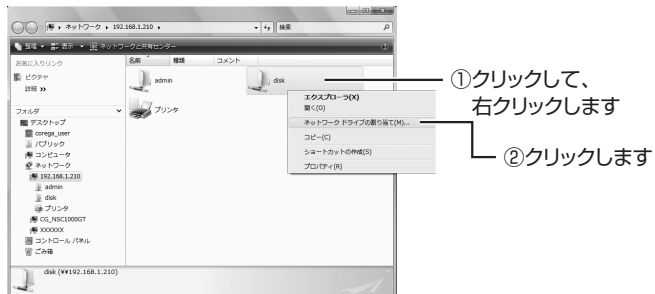 ネットワーク ▸ 192.168.1.210 ▸
検索
整理 ▼ 表示 ▼ ネットワークと共有センター
お気に入りリンク
ピクチャ
詳細 >>
フォルダ
デスクトップ
corega_user
パブリック
コンピュータ
ネットワーク
192.168.1.210
admin
disk
プリンタ
CG_NSC1000GT
XXXXXX
コントロール パネル
ごみ箱
名前 種類 コメント
admin
disk
プリンタ
エクスプローラ(X)
開く(O)
ネットワーク ドライブの割り当て(M)...
コピー(C)
ショートカットの作成(S)
プロパティ(R)
disk (¥¥192.168.1.210)
①クリックして、
右クリックします
②クリックします